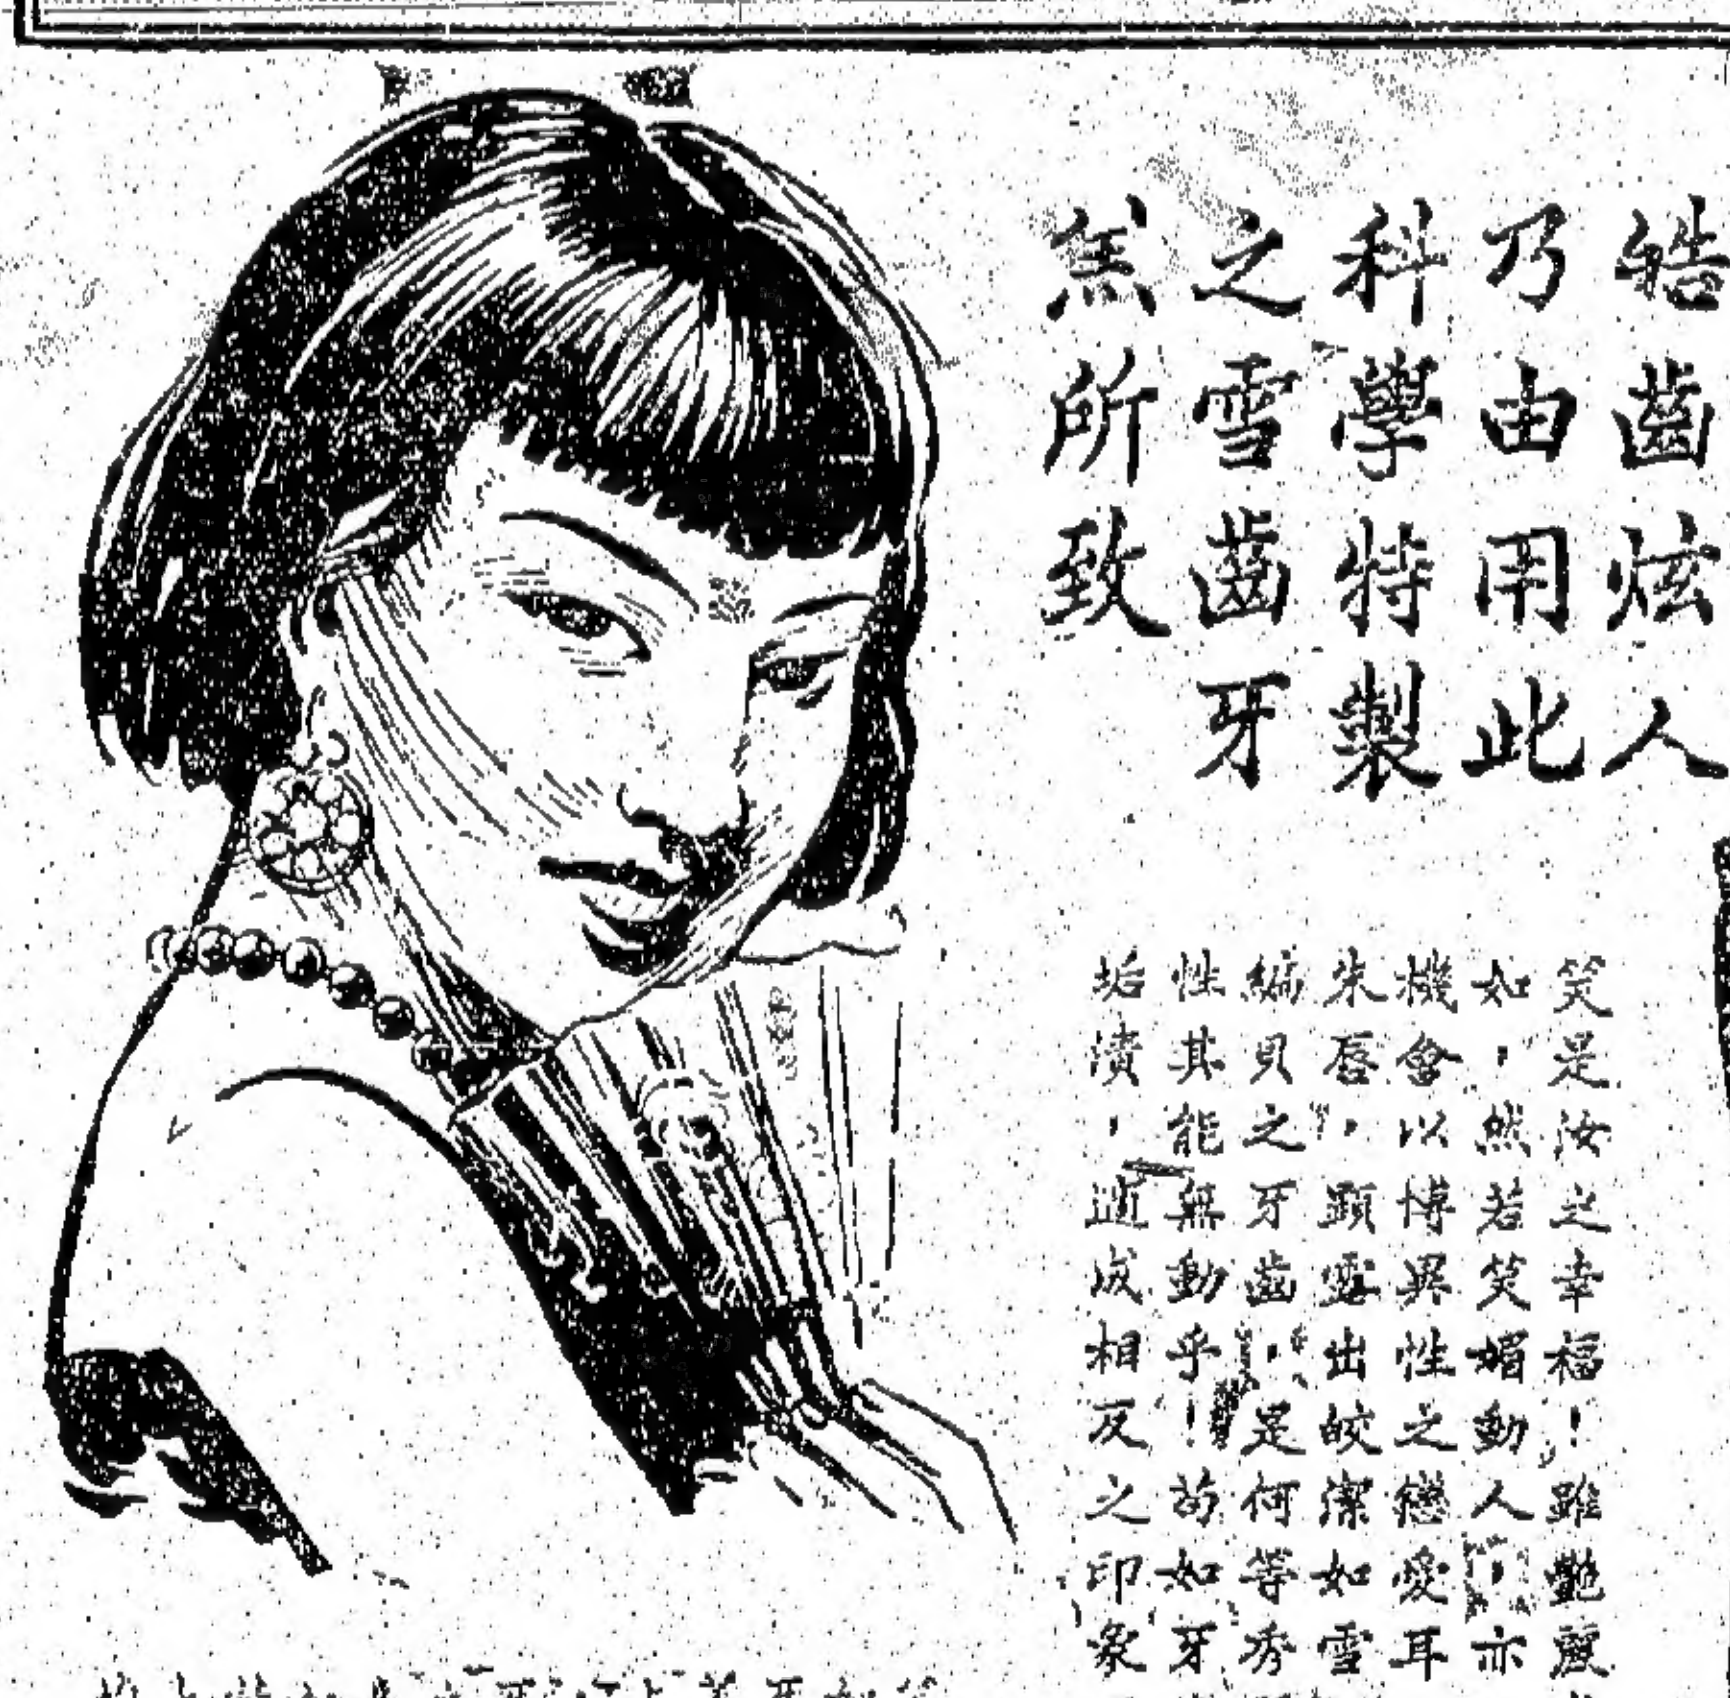 皓齒炫人
乃由用此
科學特製
之雪齒牙
羔所致
笑是汝之幸福！雖艷麗
如，然若笑媚動人，亦
機會以博異性之戀愛耳
朱唇，顯露出皎潔如雪
編貝之牙齒，是何等秀
性其能無動乎！苟如牙
垢漬，適成相反之印象